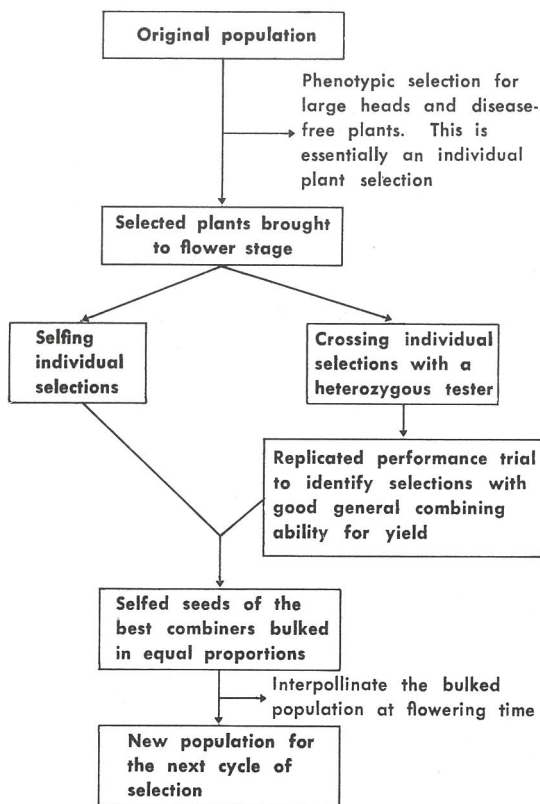 Original population
Phenotypic selection for
large heads and disease-
free plants. This is
essentially an individual
plant selection
Selected plants brought
to flower stage
Selfing
individual
selections
Crossing individual
selections with a
heterozygous tester
Replicated performance trial
to identify selections with
good general combining
ability for yield
Selfed seeds of the
best combiners bulked
in equal proportions
Interpollinate the bulked
population at flowering time
New population for
the next cycle of
selection